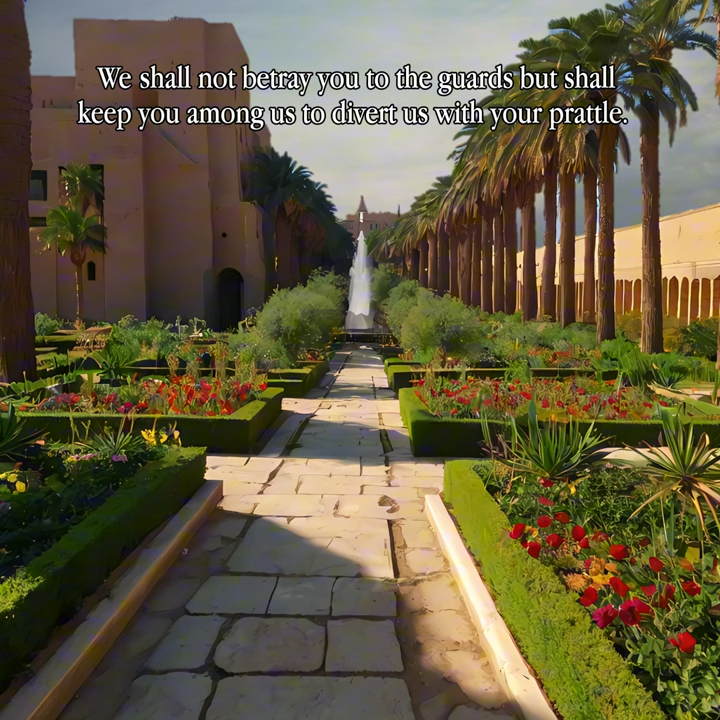 We shall not betray you to the guards but shall
keep you among us to divert us with your prattle.